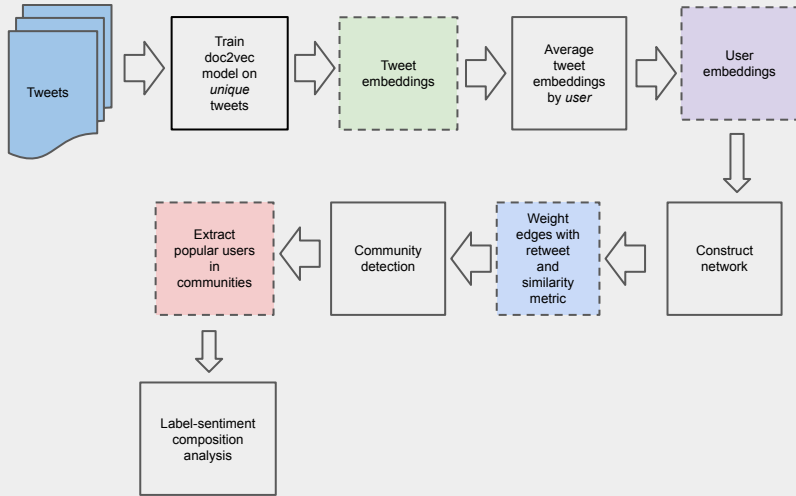 Tweets
Train
doc2vec
model on
unique
tweets
Tweet
embeddings
Average
tweet
embeddings
by user
User
embeddings
Extract
popular users
in
communities
Community
detection
Weight
edges with
retweet
and
similarity
metric
Construct
network
Label-sentiment
composition
analysis